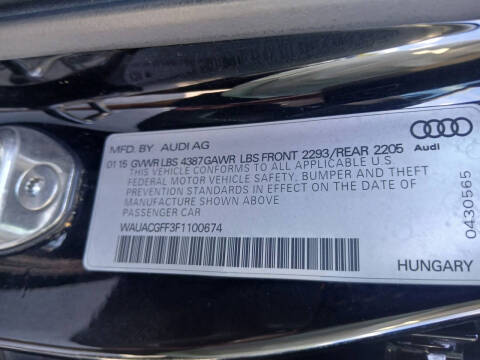 MFD. BY AUDI AG
01 15 GVWR LBS 4387 GAWR LBS FRONT 2293/REAR 2205
THIS VEHICLE CONFORMS TO ALL APPLICABLE U.S.
FEDERAL MOTOR VEHICLE SAFETY, BUMPER AND THEFT
PREVENTION STANDARDS IN EFFECT ON THE DATE
OF MANUFACTURE SHOWN ABOVE
PASSENGER CAR
WAUACGFF3F1100674
Audi
0430565
HUNGARY